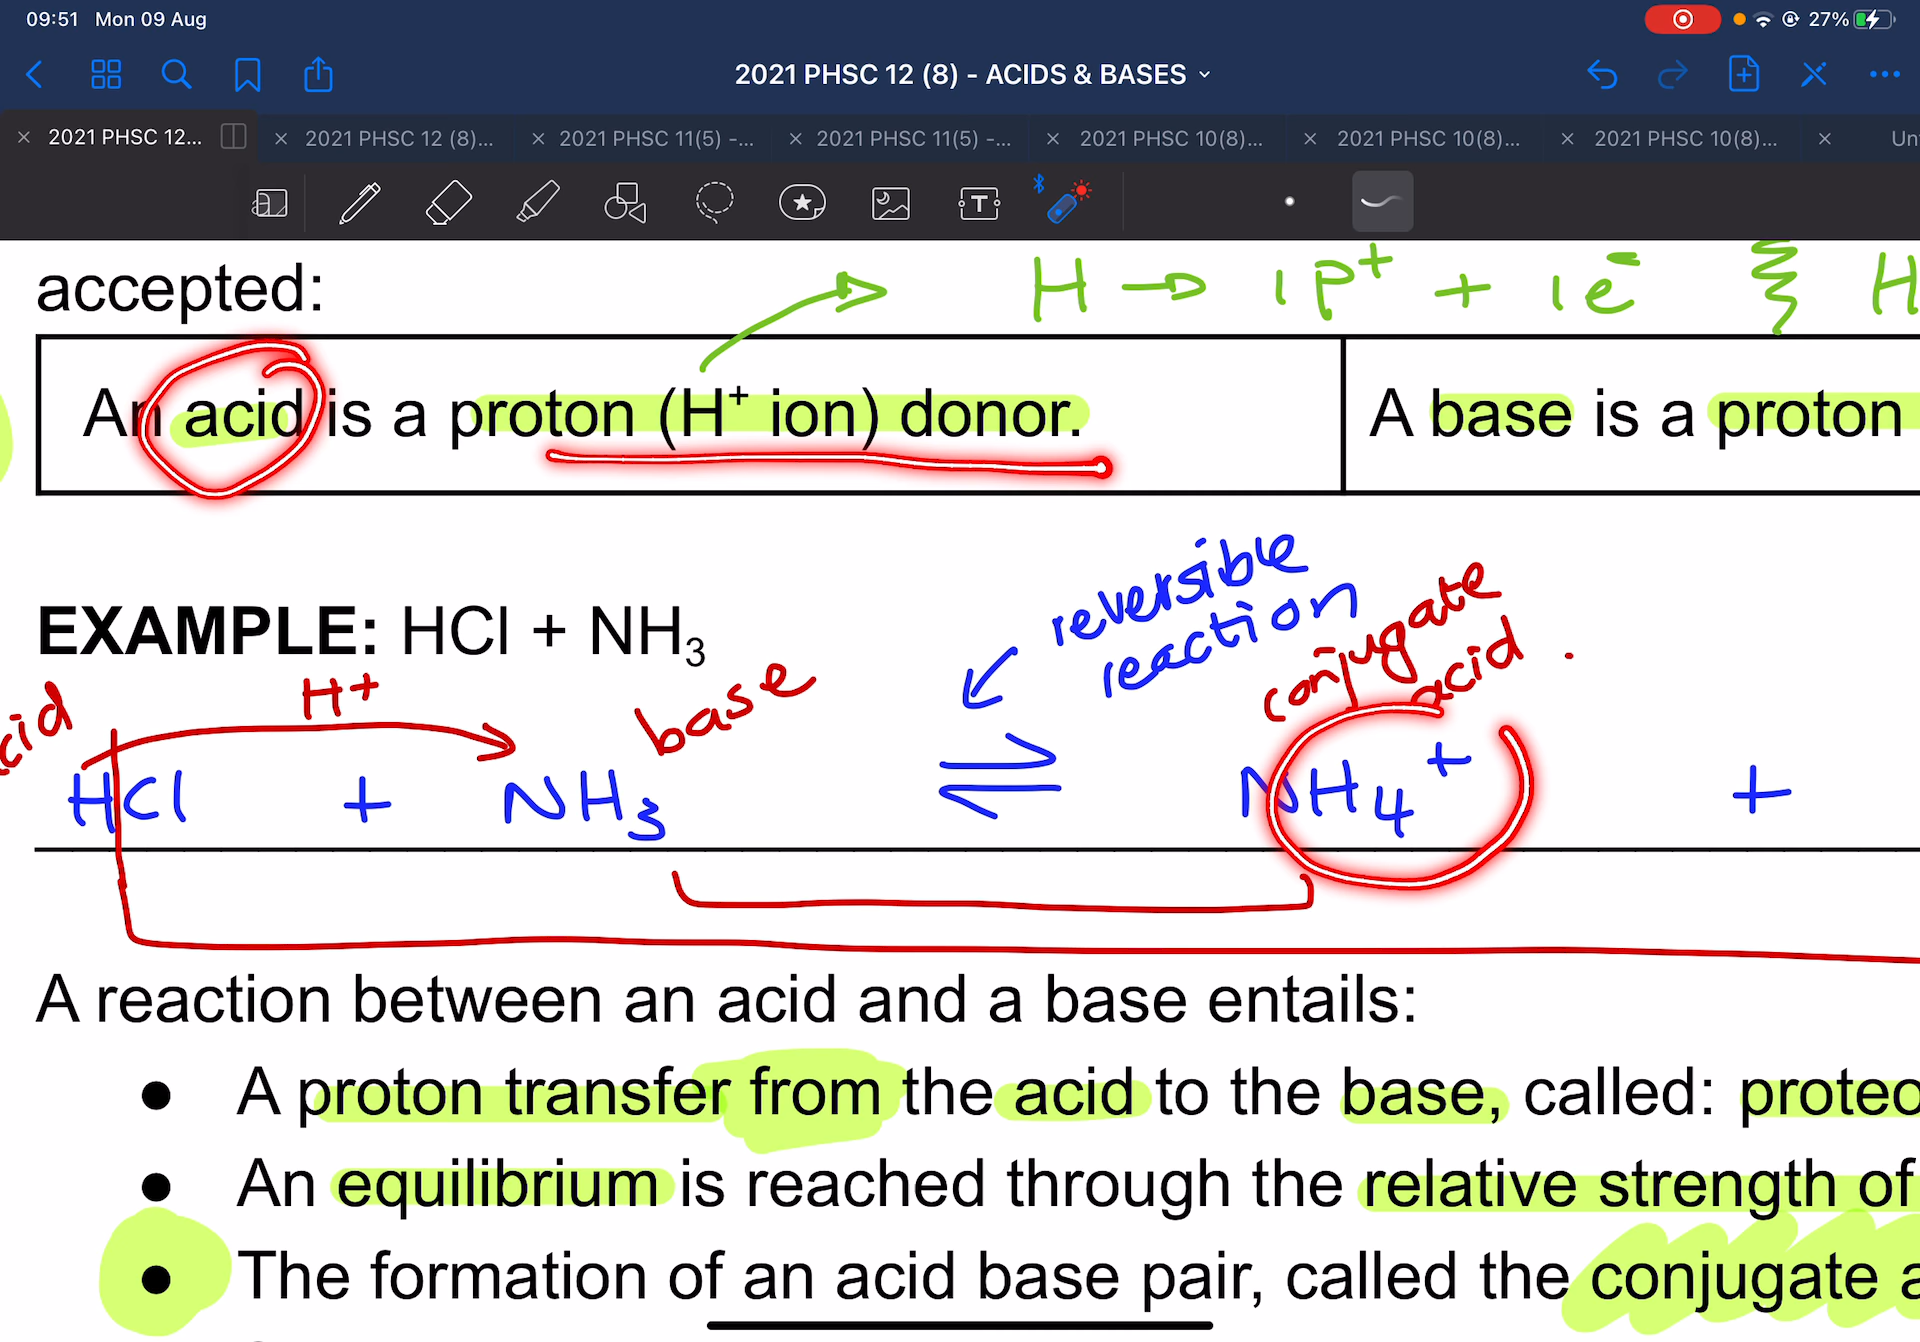 09:51 Mon 09 Aug
27%
2021 PHSC 12 (8) - ACIDS & BASES
2021 PHSC 12... 2021 PHSC 12 (8)... 2021 PHSC 11(5) -... 2021 PHSC 11(5) -... 2021 PHSC 10(8)... 2021 PHSC 10(8)... 2021 PHSC 10(8)... Un
T
accepted: H → 1p⁺ + 1e⁻ H
An acid is a proton (H⁺ ion) donor. A base is a proton
reversible
reaction
conjugate
acid.
EXAMPLE: HCl + NH₃
cid H+ base
HCl + NH₃ ⇌ NH₄⁺ +
A reaction between an acid and a base entails:
● A proton transfer from the acid to the base, called: proteo
● An equilibrium is reached through the relative strength of
● The formation of an acid base pair, called the conjugate a